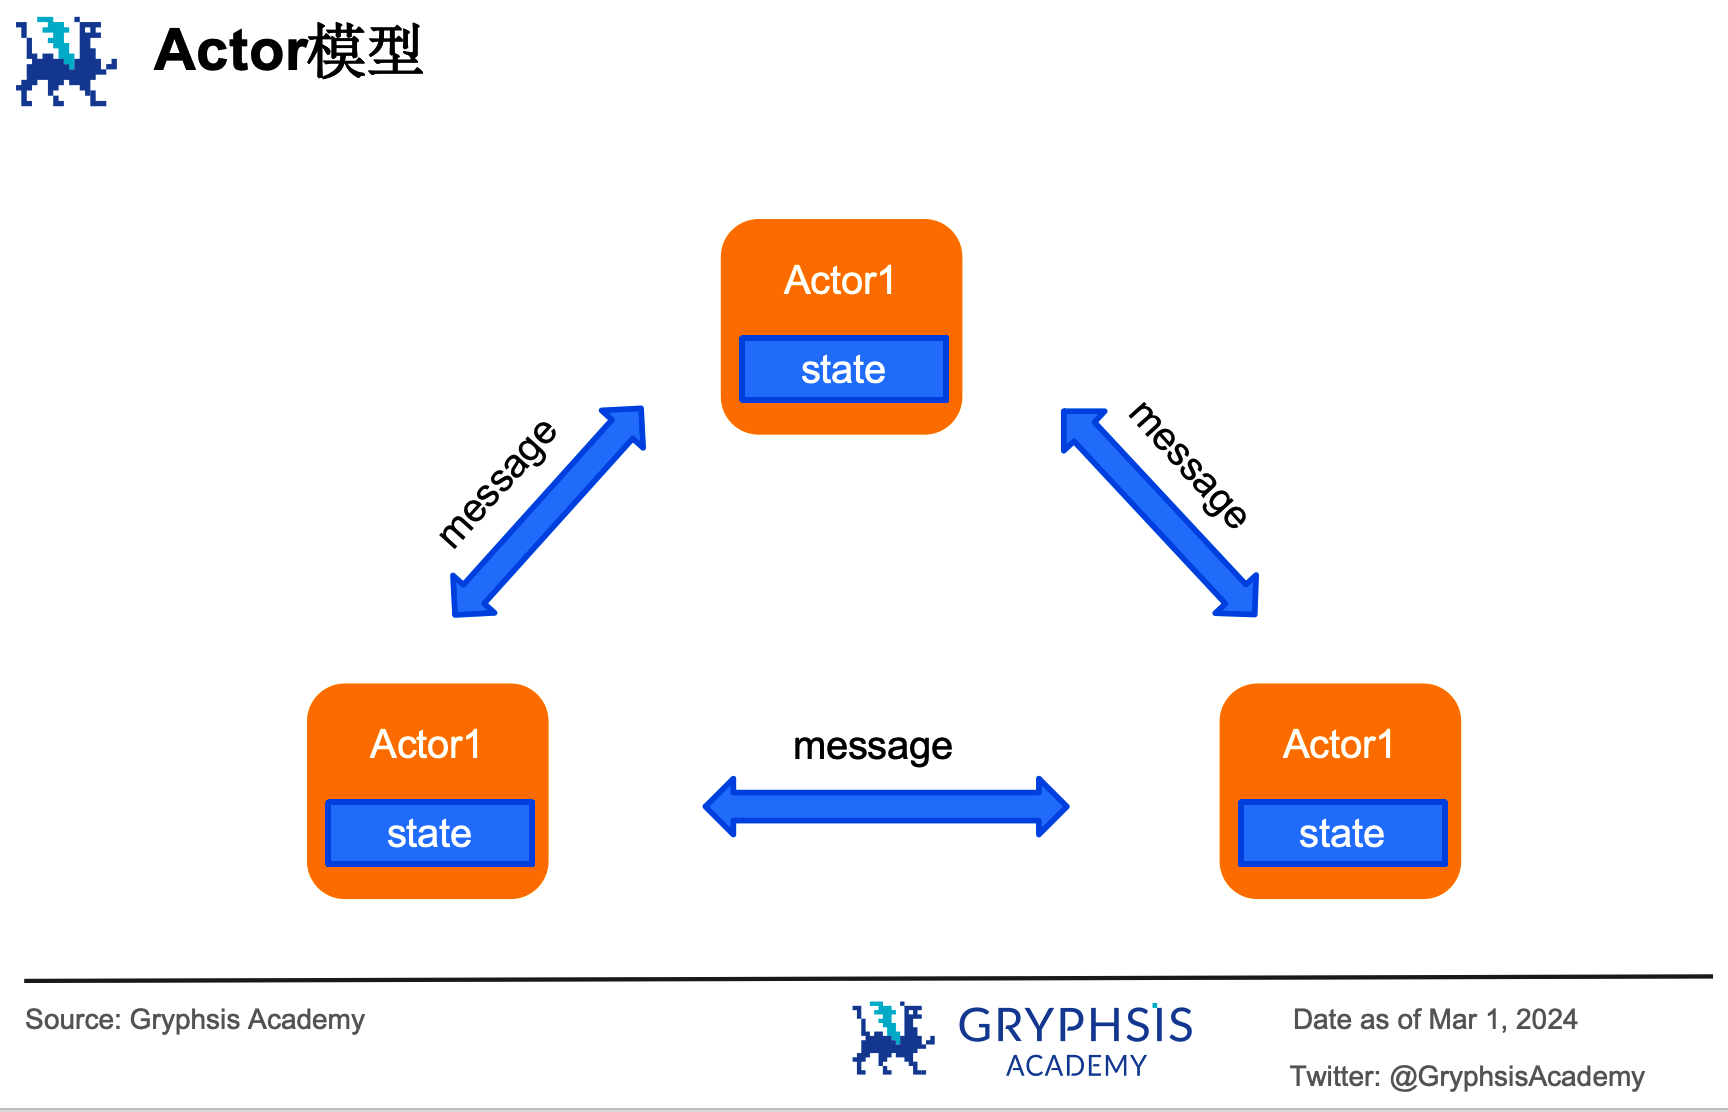 Actor模型
Actor1
state
message
message
Actor1
state
message
Actor1
state
Source: Gryphsis Academy
GRYPHSIS
ACADEMY
Date as of Mar 1, 2024
Twitter: @GryphsisAcademy